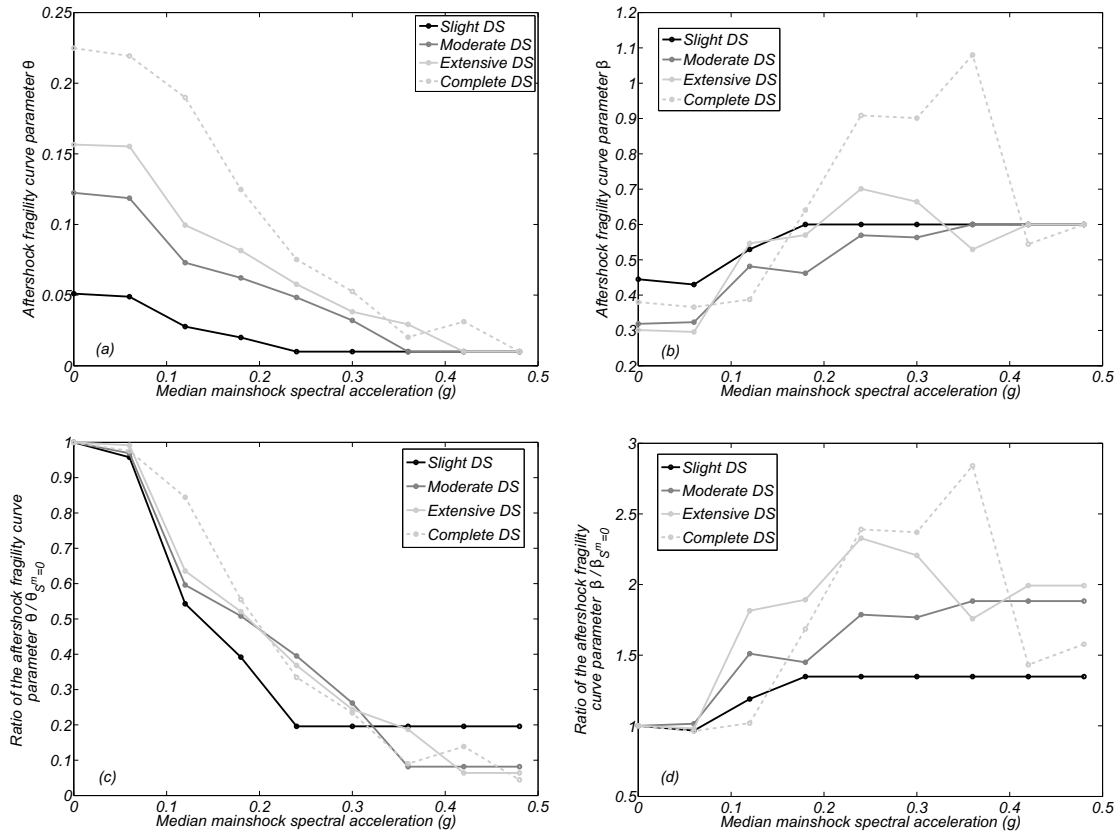 0.25
0.2
0.15
0.1
0.05
0
Aftershock fragility curve parameter θ
Slight DS
Moderate DS
Extensive DS
Complete DS
(a)
0 0.1 0.2 0.3 0.4 0.5
Median mainshock spectral acceleration (g)
1.2
1.1
1
0.9
0.8
0.7
0.6
0.5
0.4
0.3
0.2
Aftershock fragility curve parameter β
Slight DS
Moderate DS
Extensive DS
Complete DS
(b)
0 0.1 0.2 0.3 0.4 0.5
Median mainshock spectral acceleration (g)
1
0.9
0.8
0.7
0.6
0.5
0.4
0.3
0.2
0.1
0
Ratio of the aftershock fragility curve
parameter θ / θ_S^m=0
Slight DS
Moderate DS
Extensive DS
Complete DS
(c)
0 0.1 0.2 0.3 0.4 0.5
Median mainshock spectral acceleration (g)
3
2.5
2
1.5
1
0.5
Ratio of the aftershock fragility
curve parameter β / β_S^m=0
Slight DS
Moderate DS
Extensive DS
Complete DS
(d)
0 0.1 0.2 0.3 0.4 0.5
Median mainshock spectral acceleration (g)